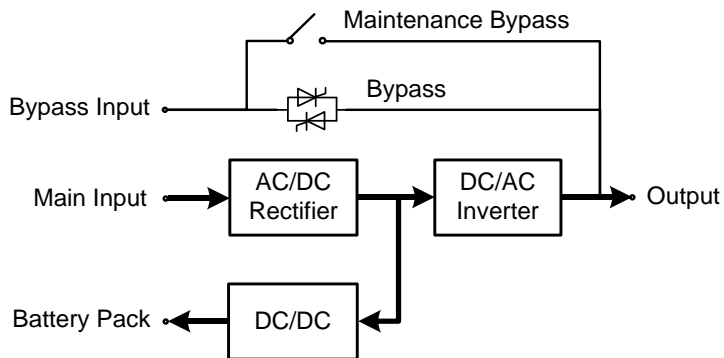 Maintenance Bypass
Bypass Input
Bypass
Main Input
AC/DC
Rectifier
DC/AC
Inverter
Output
Battery Pack
DC/DC